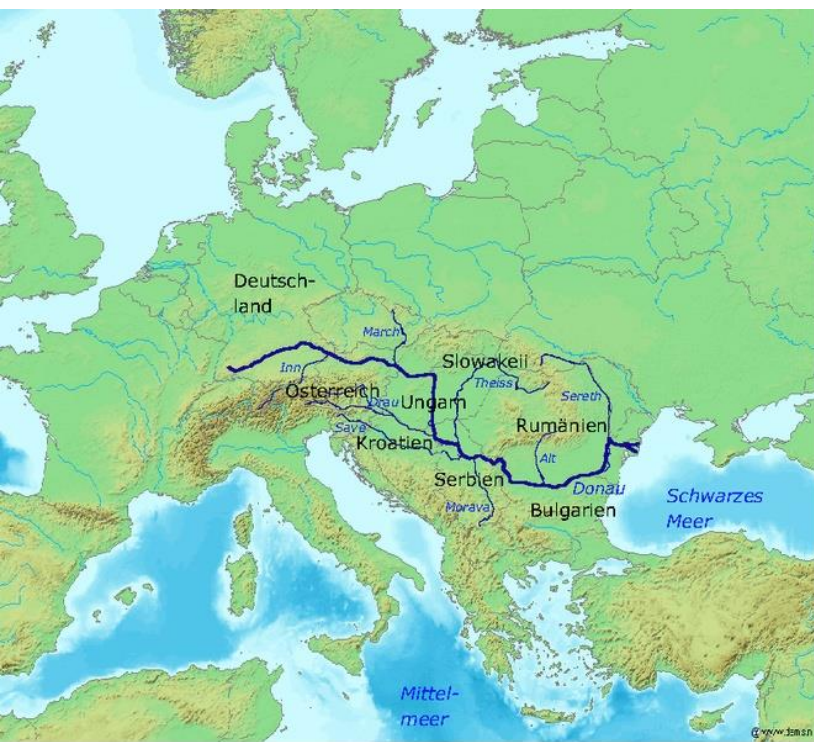 Deutsch-
land
March
Inn
Slowakeii
Theiss
Österreich
Drau
Ungarn
Sereth
Save
Kroatien
Rumänien
Alt
Serbien
Donau
Morava
Bulgarien
Schwarzes
Meer
Mittel-
meer